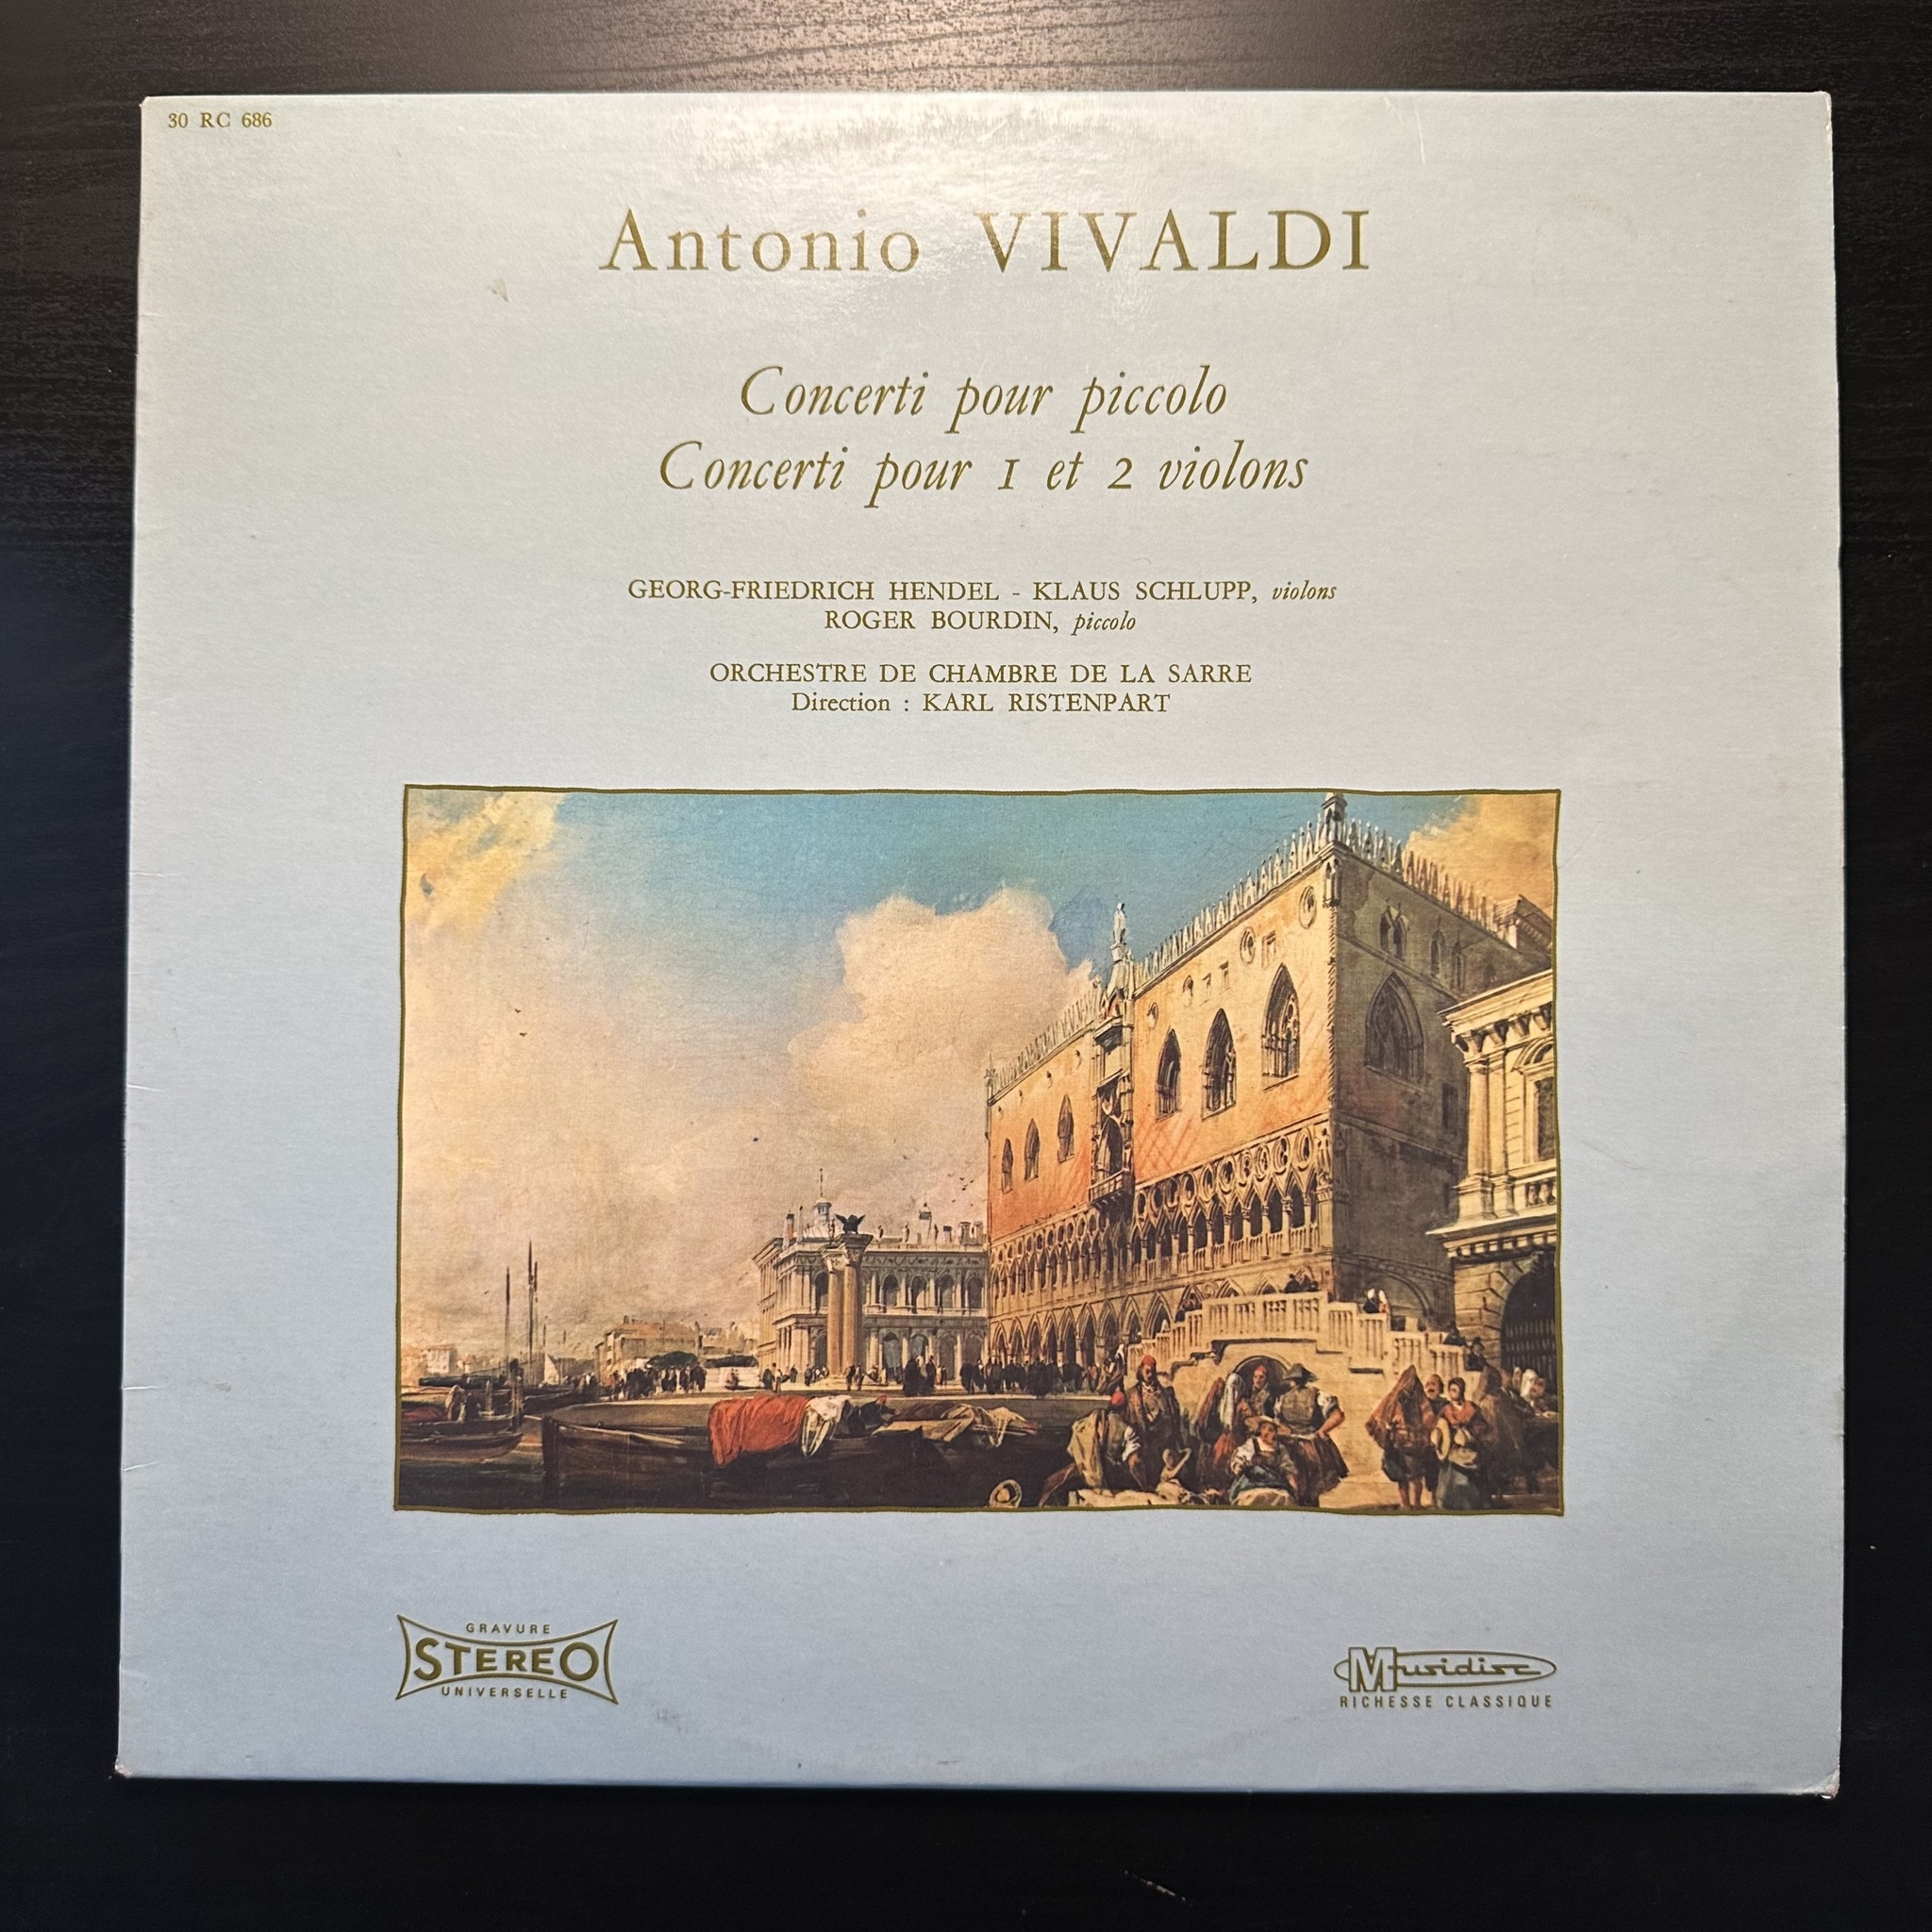 30 RC 686
Antonio VIVALDI
Concerti pour piccolo
Concerti pour 1 et 2 violons
GEORG-FRIEDRICH HENDEL - KLAUS SCHLUPP, violons
ROGER BOURDIN, piccolo
ORCHESTRE DE CHAMBRE DE LA SARRE
Direction : KARL RISTENPART
GRAVURE
STEREO
UNIVERSELLE
Musidisc
RICHESSE CLASSIQUE